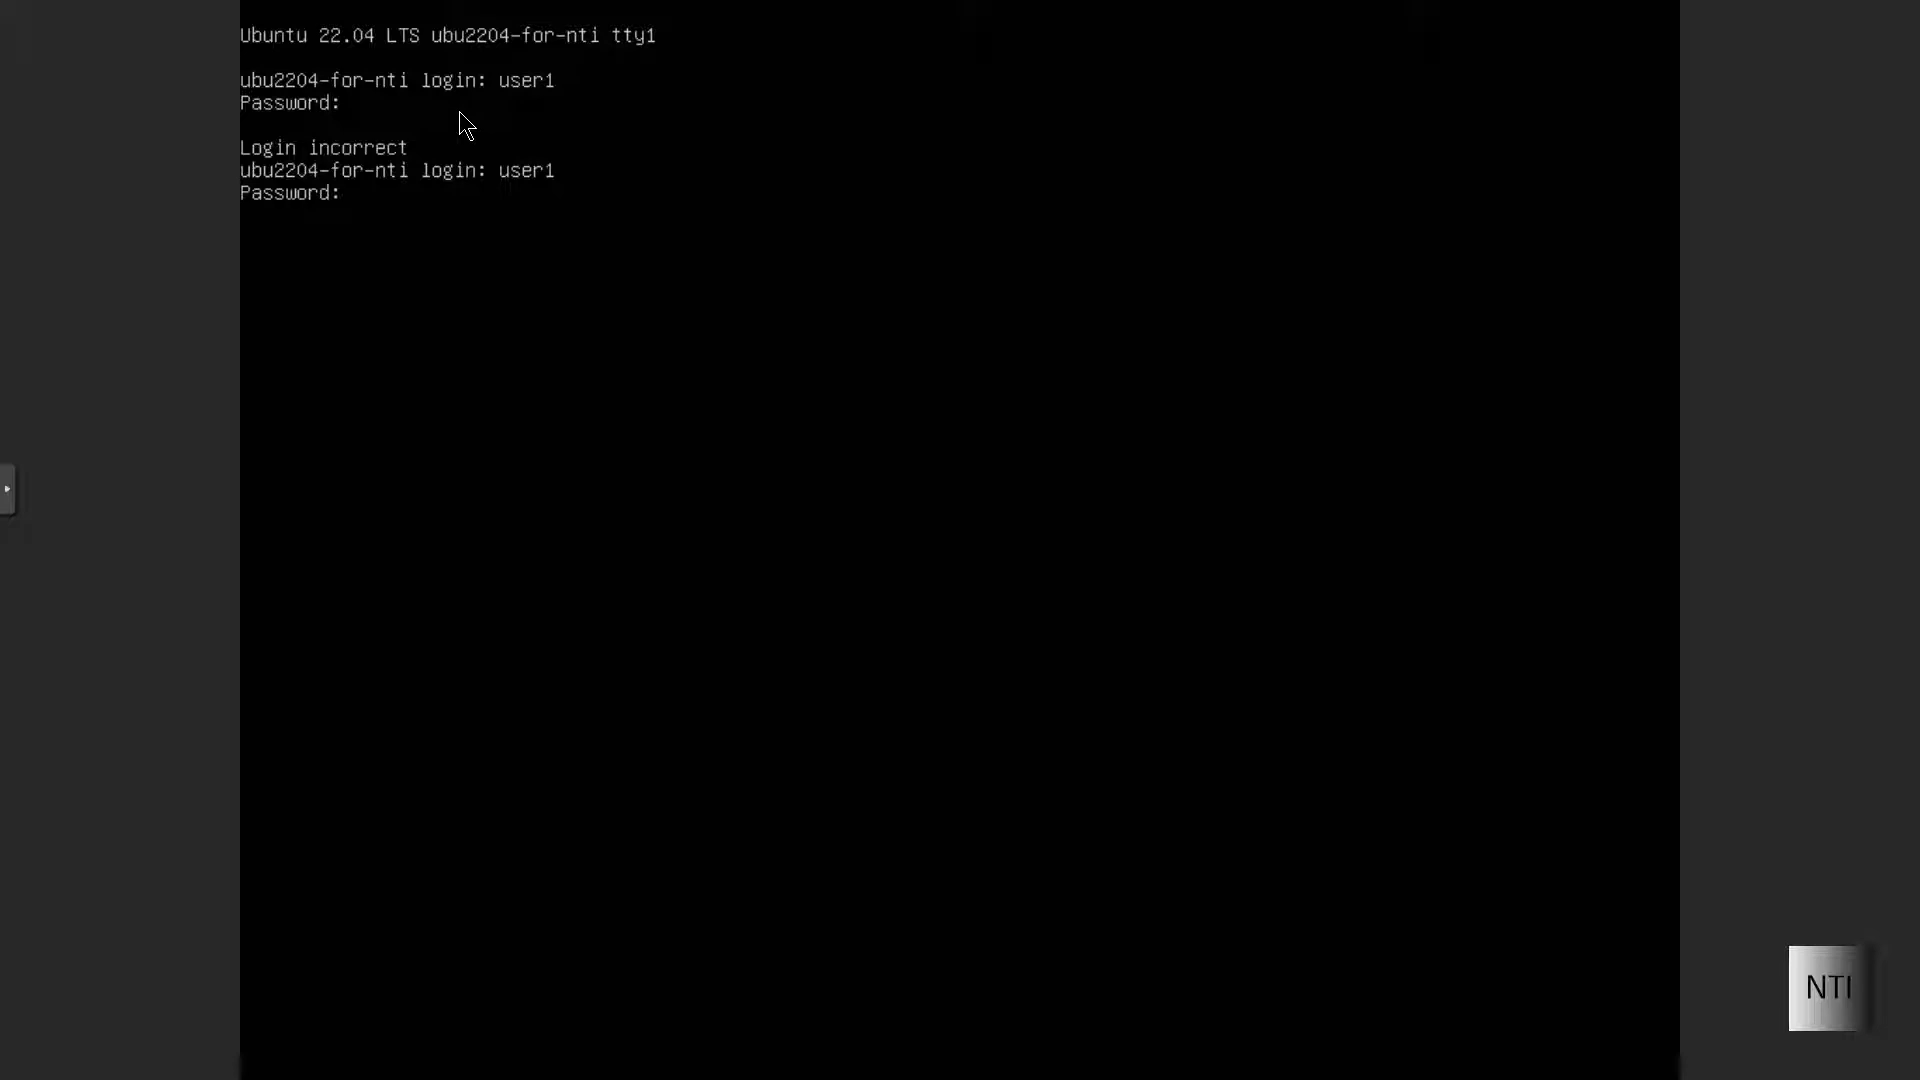 Ubuntu 22.04 LTS ubu2204-for-nti tty1
ubu2204-for-nti login: user1
Password:
Login incorrect
ubu2204-for-nti login: user1
Password:
NTI